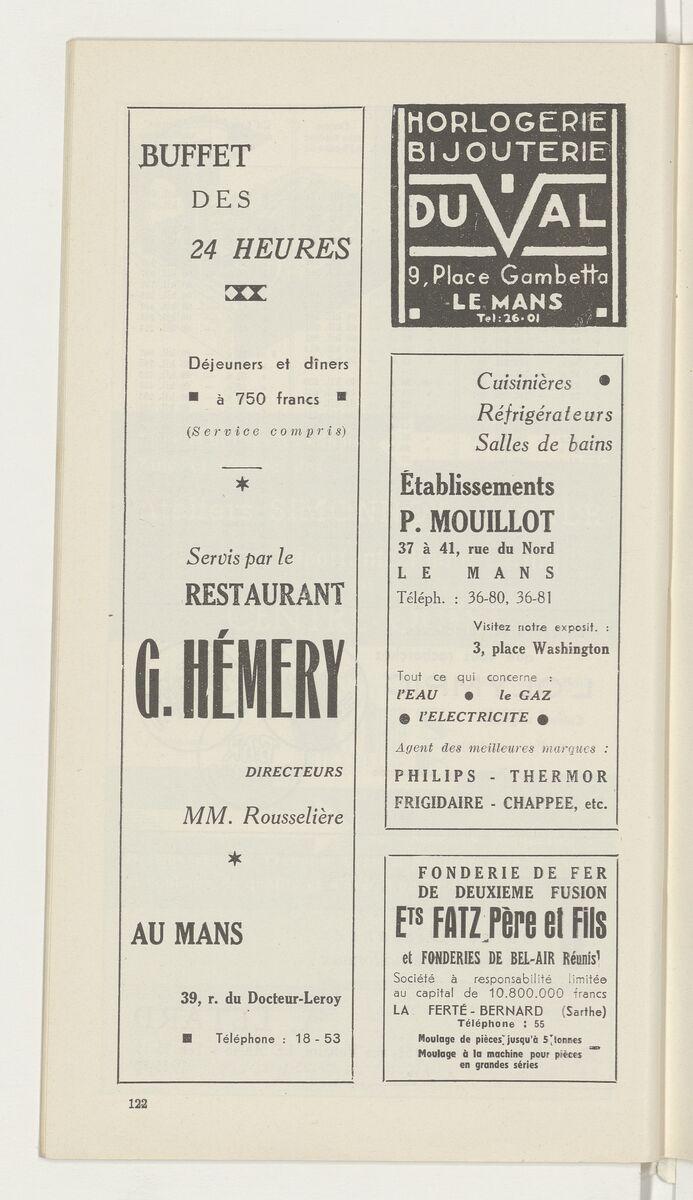 BUFFET
DES
24 HEURES
Déjeuners et dîners
à 750 francs
(Service compris)
Servis par le
RESTAURANT
G. HÉMERY
DIRECTEURS
MM. Rousselière
AU MANS
39, r. du Docteur-Leroy
Téléphone : 18 - 53
HORLOGERIE
BIJOUTERIE
DUVAL
9, Place Gambetta
LE MANS
Tel: 26-01
Cuisinières
Réfrigérateurs
Salles de bains
Établissements
P. MOUILLOT
37 à 41, rue du Nord
LE MANS
Téléph. : 36-80, 36-81
Visitez notre exposit. :
3, place Washington
Tout ce qui concerne :
l'EAU ● le GAZ
● l'ELECTRICITE ●
Agent des meilleures marques :
PHILIPS - THERMOR
FRIGIDAIRE - CHAPPEE, etc.
FONDERIE DE FER
DE DEUXIEME FUSION
Ets FATZ Père et Fils
et FONDERIES DE BEL-AIR Réunis
Société à responsabilité limitée
au capital de 10.800.000 francs
LA FERTÉ-BERNARD (Sarthe)
Téléphone : 55
Moulage de pièces jusqu'à 5 tonnes
Moulage à la machine pour pièces
en grandes séries
122